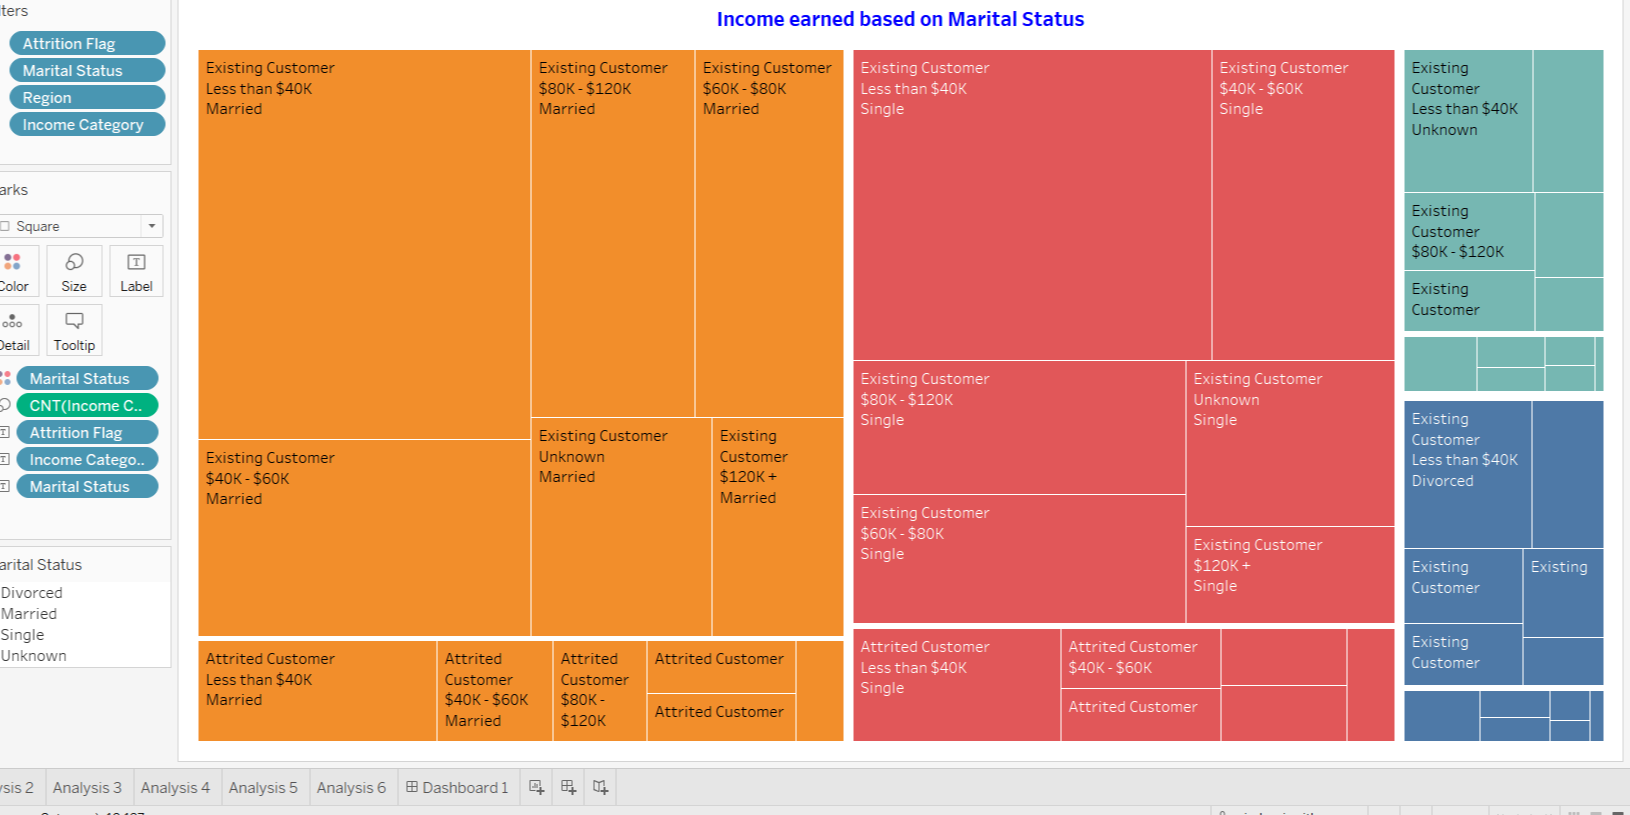 lters
Attrition Flag
Marital Status
Region
Income Category
arks
Square
Color
Size
Label
Detail
Tooltip
Marital Status
CNT(Income C..
Attrition Flag
Income Catego..
Marital Status
arital Status
Divorced
Married
Single
Unknown
Income earned based on Marital Status
Existing Customer
Less than $40K
Married
Existing Customer
$80K - $120K
Married
Existing Customer
$60K - $80K
Married
Existing Customer
$40K - $60K
Married
Existing Customer
Unknown
Married
Existing
Customer
$120K +
Married
Attrited Customer
Less than $40K
Married
Attrited
Customer
$40K - $60K
Married
Attrited
Customer
$80K -
$120K
Attrited Customer
Attrited Customer
Existing Customer
Less than $40K
Single
Existing Customer
$40K - $60K
Single
Existing Customer
$80K - $120K
Single
Existing Customer
Unknown
Single
Existing Customer
$60K - $80K
Single
Existing Customer
$120K +
Single
Attrited Customer
Less than $40K
Single
Attrited Customer
$40K - $60K
Attrited Customer
Existing
Customer
Less than $40K
Unknown
Existing
Customer
$80K - $120K
Existing
Customer
Existing
Customer
Less than $40K
Divorced
Existing
Customer
Existing
Existing
Customer
ysis 2
Analysis 3
Analysis 4
Analysis 5
Analysis 6
Dashboard 1